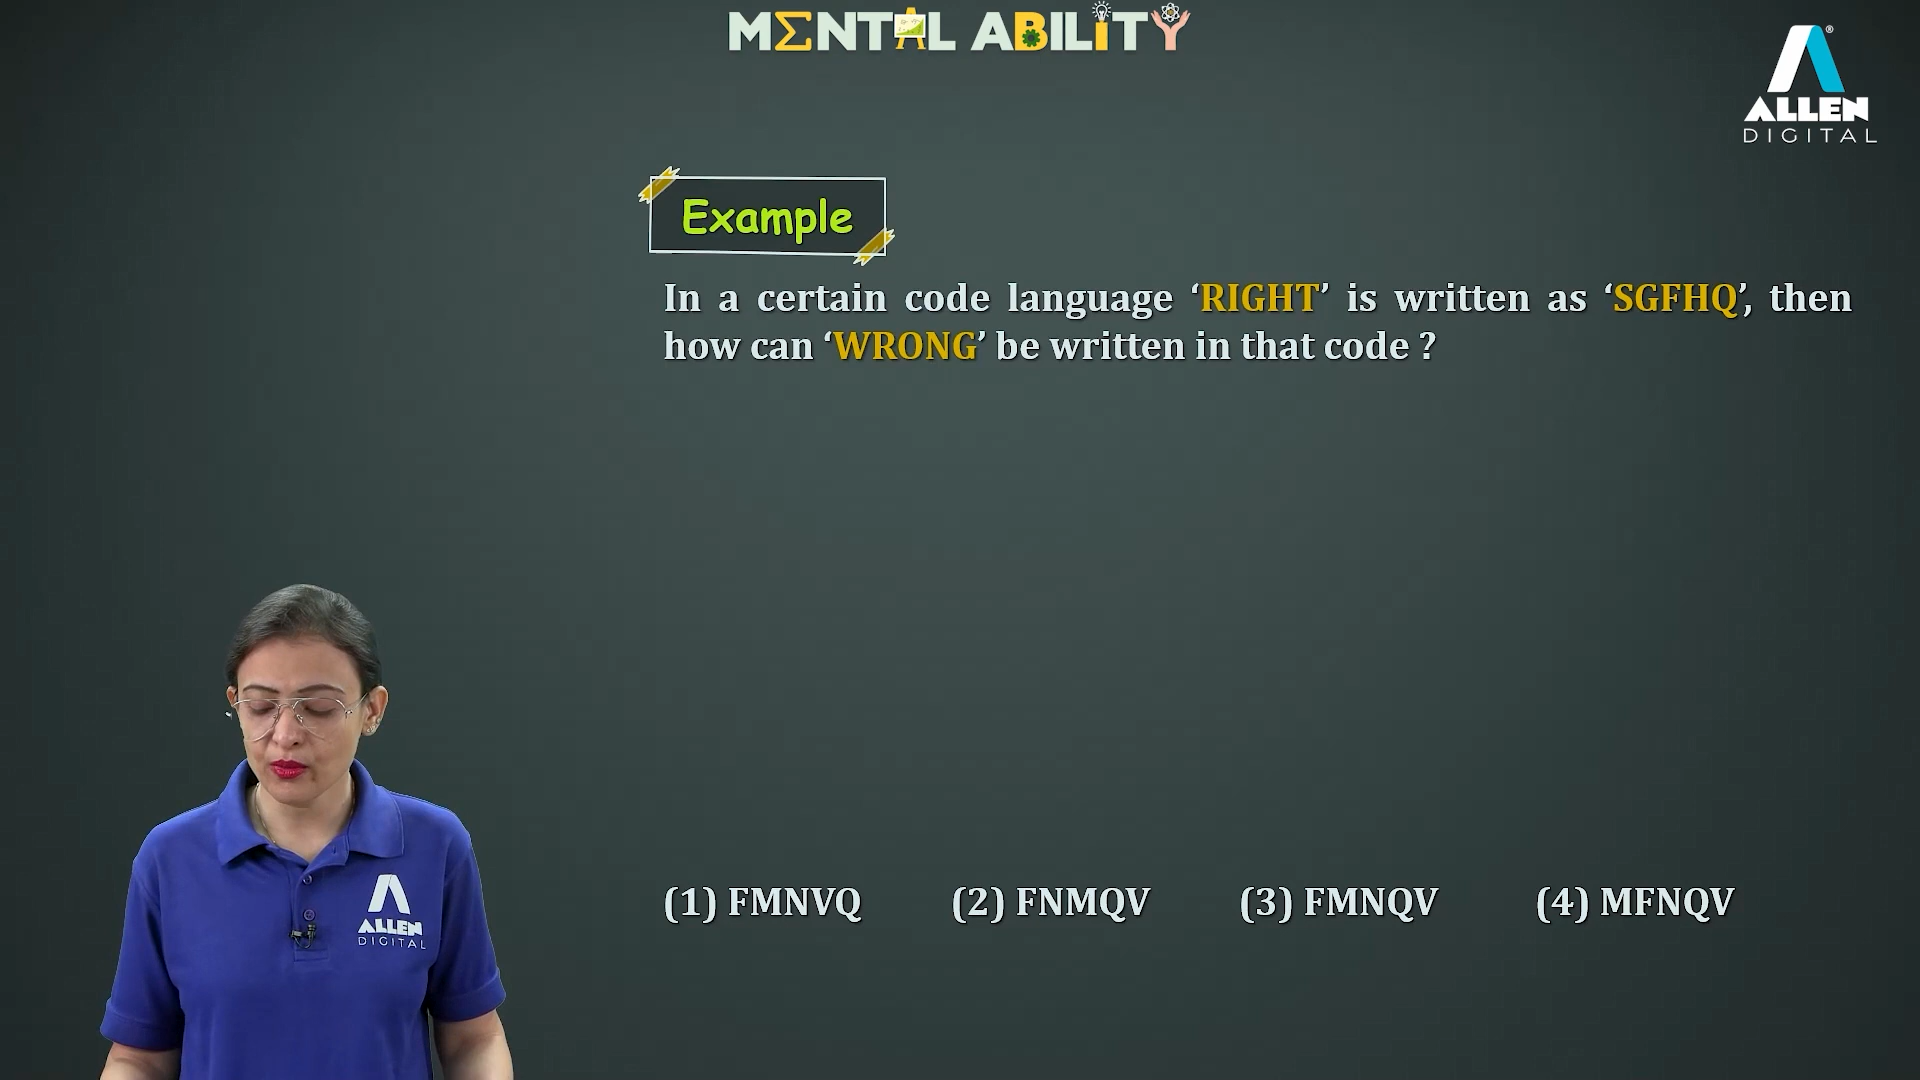 MENTAL ABILITY
ALLEN
DIGITAL
Example
In a certain code language ‘RIGHT’ is written as ‘SGFHQ’, then
how can ‘WRONG’ be written in that code ?
(1) FMNVQ (2) FNMQV (3) FMNQV (4) MFNQV
ALLEN
DIGITAL